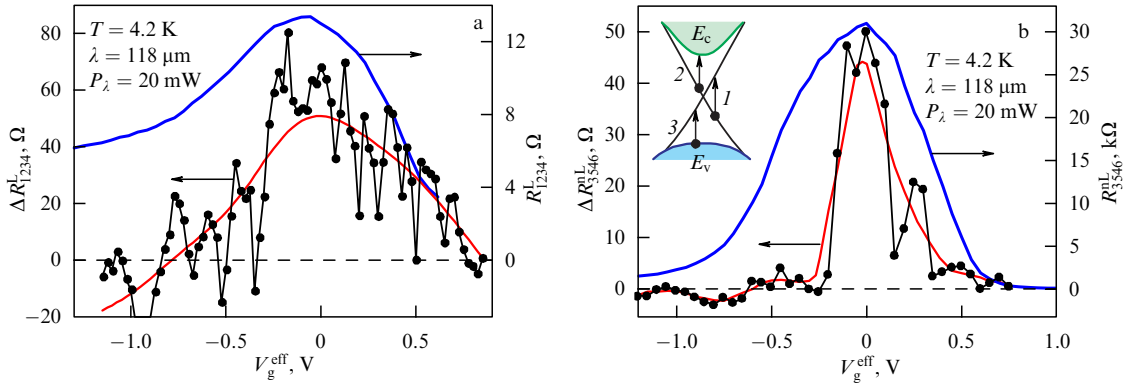 a
T = 4.2 K
λ = 118 μm
P_λ = 20 mW
80
60
40
20
0
−20
ΔR^L_1234, Ω
12
8
4
0
R^L_1234, Ω
−1.0
−0.5
0
0.5
V_g^eff, V
b
T = 4.2 K
λ = 118 μm
P_λ = 20 mW
E_c
2
1
3
E_v
50
40
30
20
10
0
ΔR^nL_3546, Ω
30
25
20
15
10
5
0
R^nL_3546, kΩ
−1.0
−0.5
0
0.5
1.0
V_g^eff, V